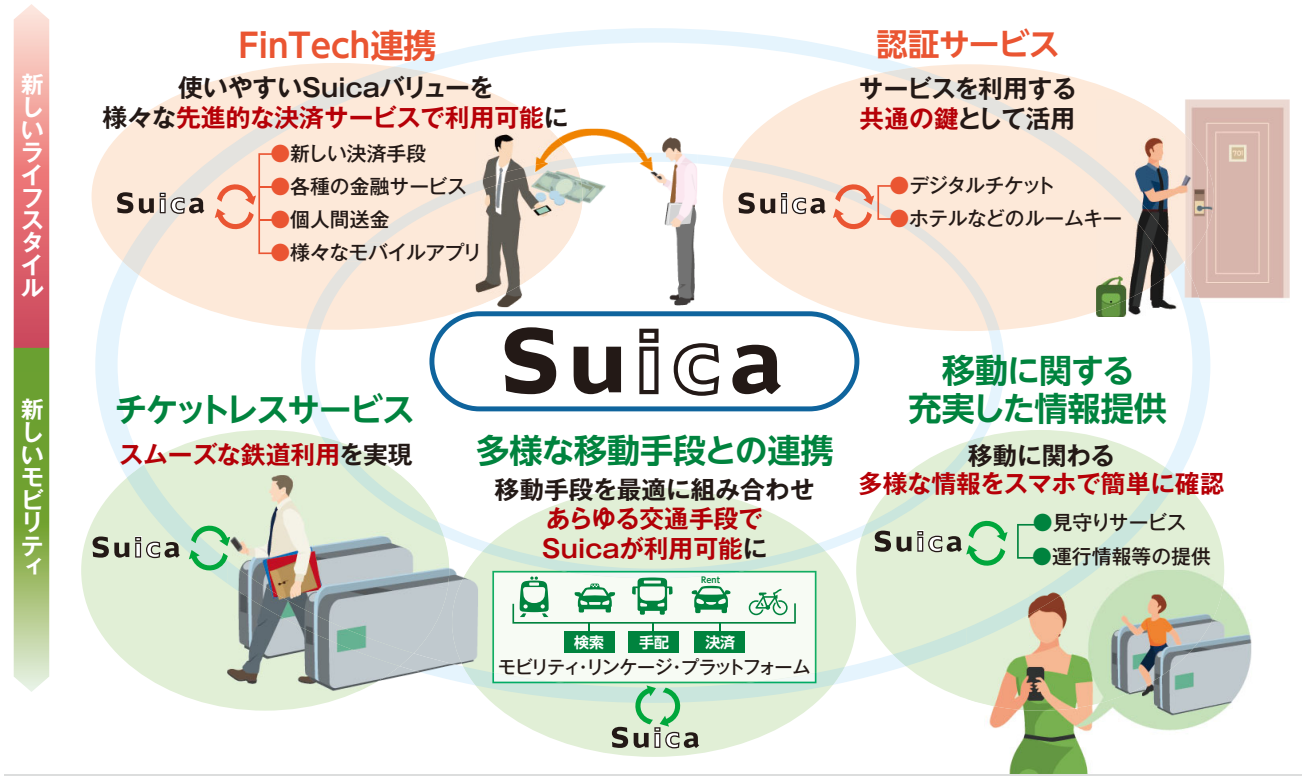 新しいライフスタイル
新しいモビリティ
FinTech連携
使いやすいSuicaバリューを
様々な先進的な決済サービスで利用可能に
Suica
●新しい決済手段
●各種の金融サービス
●個人間送金
●様々なモバイルアプリ
認証サービス
サービスを利用する
共通の鍵として活用
Suica
●デジタルチケット
●ホテルなどのルームキー
701
Suica
チケットレスサービス
スムーズな鉄道利用を実現
Suica
多様な移動手段との連携
移動手段を最適に組み合わせ
あらゆる交通手段で
Suicaが利用可能に
Rent
検索 手配 決済
モビリティ・リンケージ・プラットフォーム
Suica
移動に関する
充実した情報提供
移動に関わる
多様な情報をスマホで簡単に確認
Suica
●見守りサービス
●運行情報等の提供